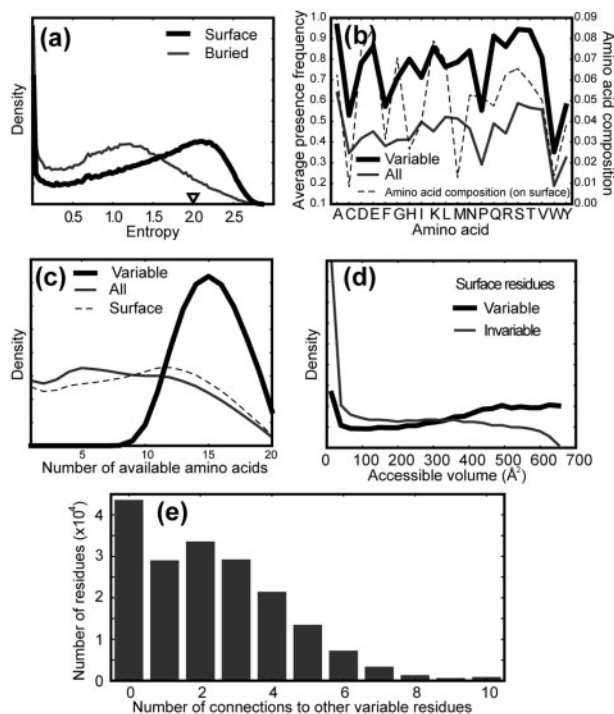 (a)
Surface
Buried
Density
0.5 1.0 1.5 2.0 2.5
Entropy
(b)
Average presence frequency
1.0
0.9
0.8
0.7
0.6
0.5
0.4
0.3
0.2
0.1
Variable
All
Amino acid composition (on surface)
0.09
0.08
0.07
0.06
0.05
0.04
0.03
0.02
0.01
0.00
Amino acid composition
ACDEFGHIKLMNPQRSTVWY
Amino acid
(c)
Variable
All
Surface
Density
5 10 15 20
Number of available amino acids
(d)
Surface residues
Variable
Invariable
Density
0 100 200 300 400 500 600 700
Accessible volume (Å²)
(e)
Number of residues (x10⁴)
4
3
2
1
0
0 2 4 6 8 10
Number of connections to other variable residues